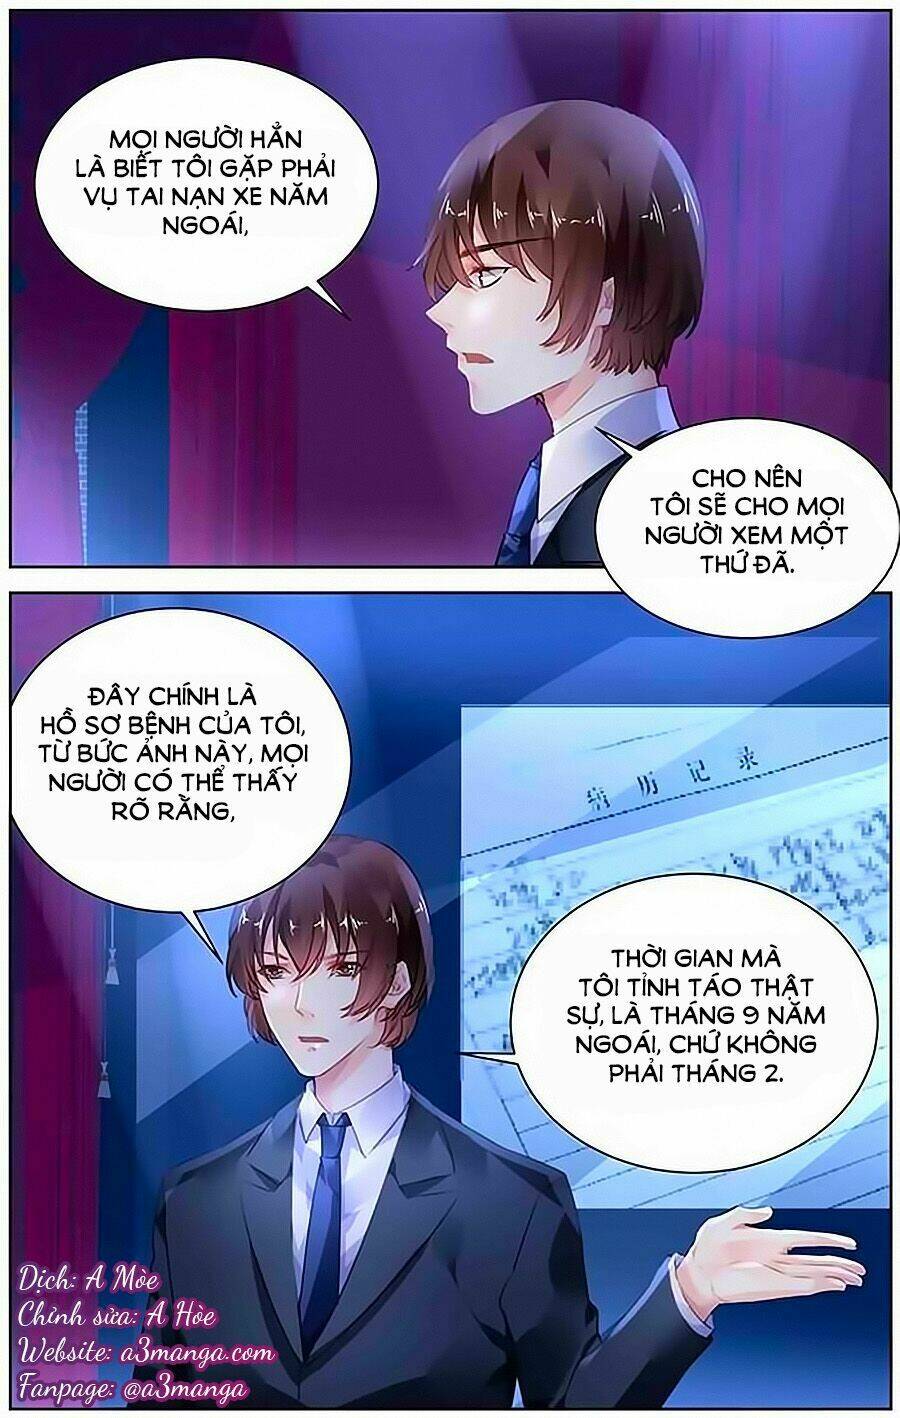 MỌI NGƯỜI HẲN
LÀ BIẾT TÔI GẶP PHẢI
VỤ TAI NẠN XE NĂM
NGOÁI,
CHO NÊN
TÔI SẼ CHO MỌI
NGƯỜI XEM MỘT
THỨ ĐÃ.
ĐÂY CHÍNH LÀ
HỒ SƠ BỆNH CỦA TÔI,
TỪ BỨC ẢNH NÀY, MỌI
NGƯỜI CÓ THỂ THẤY
RÕ RẰNG,
病历记录
THỜI GIAN MÀ
TÔI TỈNH TÁO THẬT
SỰ, LÀ THÁNG 9 NĂM
NGOÁI, CHỨ KHÔNG
PHẢI THÁNG 2.
Dịch: A Mòe
Chỉnh sửa: A Hòe
Website: a3manga.com
Fanpage: @a3manga